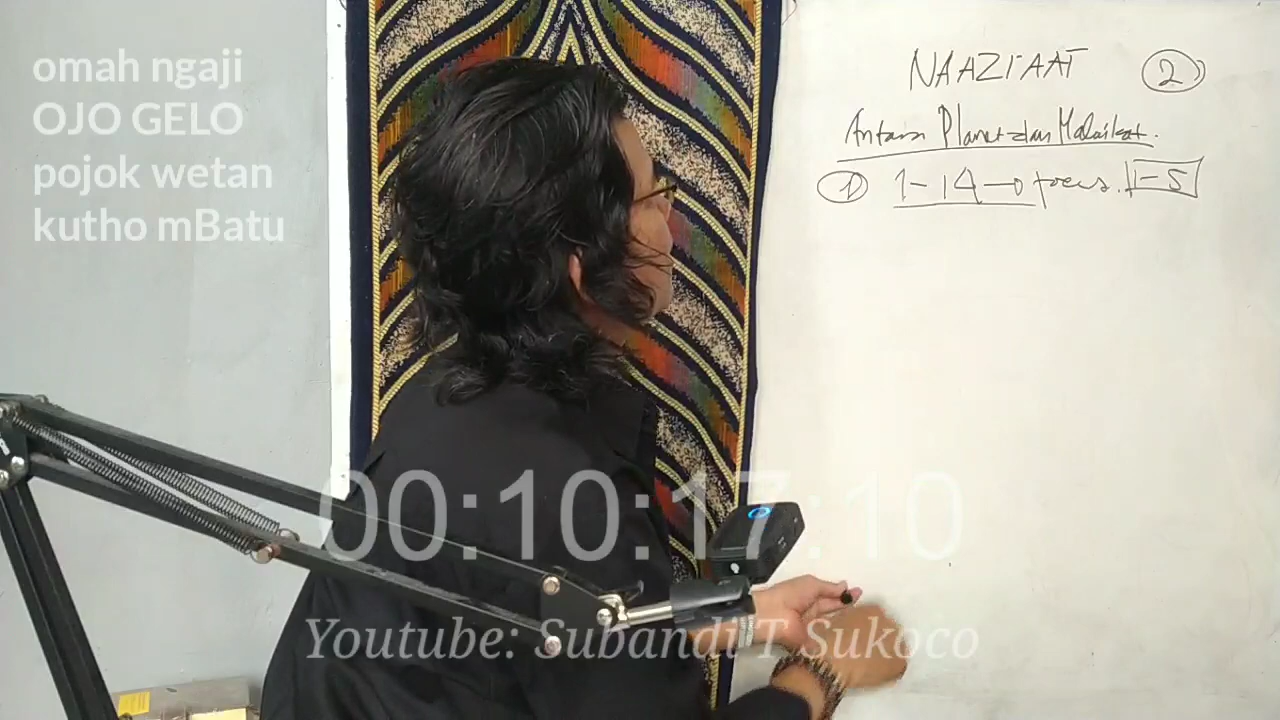 omah ngaji
OJO GELO
pojok wetan
kutho mBatu
NAAZI'AAT 2
Antara Planet dan Malaikat.
1 1-14 → focus. 1-5
00:10:17:10
Youtube: Subandi T Sukoco